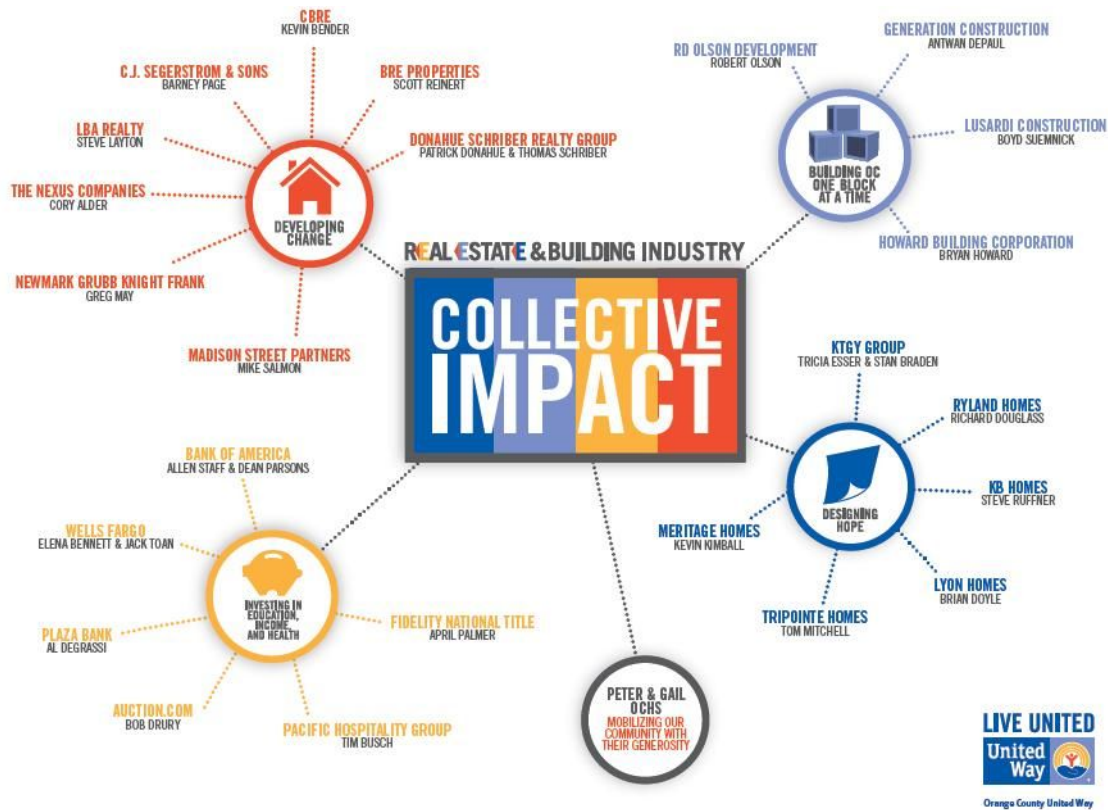 CBRE
KEVIN BENDER
C.J. SEGERSTROM & SONS
BARNEY PAGE
BRE PROPERTIES
SCOTT REINERT
LBA REALTY
STEVE LAYTON
DONAHUE SCHRIBER REALTY GROUP
PATRICK DONAHUE & THOMAS SCHRIBER
THE NEXUS COMPANIES
CORY ALDER
DEVELOPING
CHANGE
NEWMARK GRUBB KNIGHT FRANK
GREG MAY
MADISON STREET PARTNERS
MIKE SALMON
GENERATION CONSTRUCTION
ANTWAN DEPAUL
RD OLSON DEVELOPMENT
ROBERT OLSON
LUSARDI CONSTRUCTION
BOYD SUEMNICK
BUILDING OC
ONE BLOCK
AT A TIME
HOWARD BUILDING CORPORATION
BRYAN HOWARD
REAL ESTATE & BUILDING INDUSTRY
COLLECTIVE
IMPACT
KTGY GROUP
TRICIA ESSER & STAN BRADEN
RYLAND HOMES
RICHARD DOUGLASS
KB HOMES
STEVE RUFFNER
DESIGNING
HOPE
MERITAGE HOMES
KEVIN KIMBALL
LYON HOMES
BRIAN DOYLE
TRIPOINTE HOMES
TOM MITCHELL
BANK OF AMERICA
ALLEN STAFF & DEAN PARSONS
WELLS FARGO
ELENA BENNETT & JACK TOAN
INVESTING IN
EDUCATION,
INCOME,
AND HEALTH
FIDELITY NATIONAL TITLE
APRIL PALMER
PLAZA BANK
AL DEGRASSI
AUCTION.COM
BOB DRURY
PACIFIC HOSPITALITY GROUP
TIM BUSCH
PETER & GAIL
OCHS
MOBILIZING OUR
COMMUNITY WITH
THEIR GENEROSITY
LIVE UNITED
United
Way
Orange County United Way